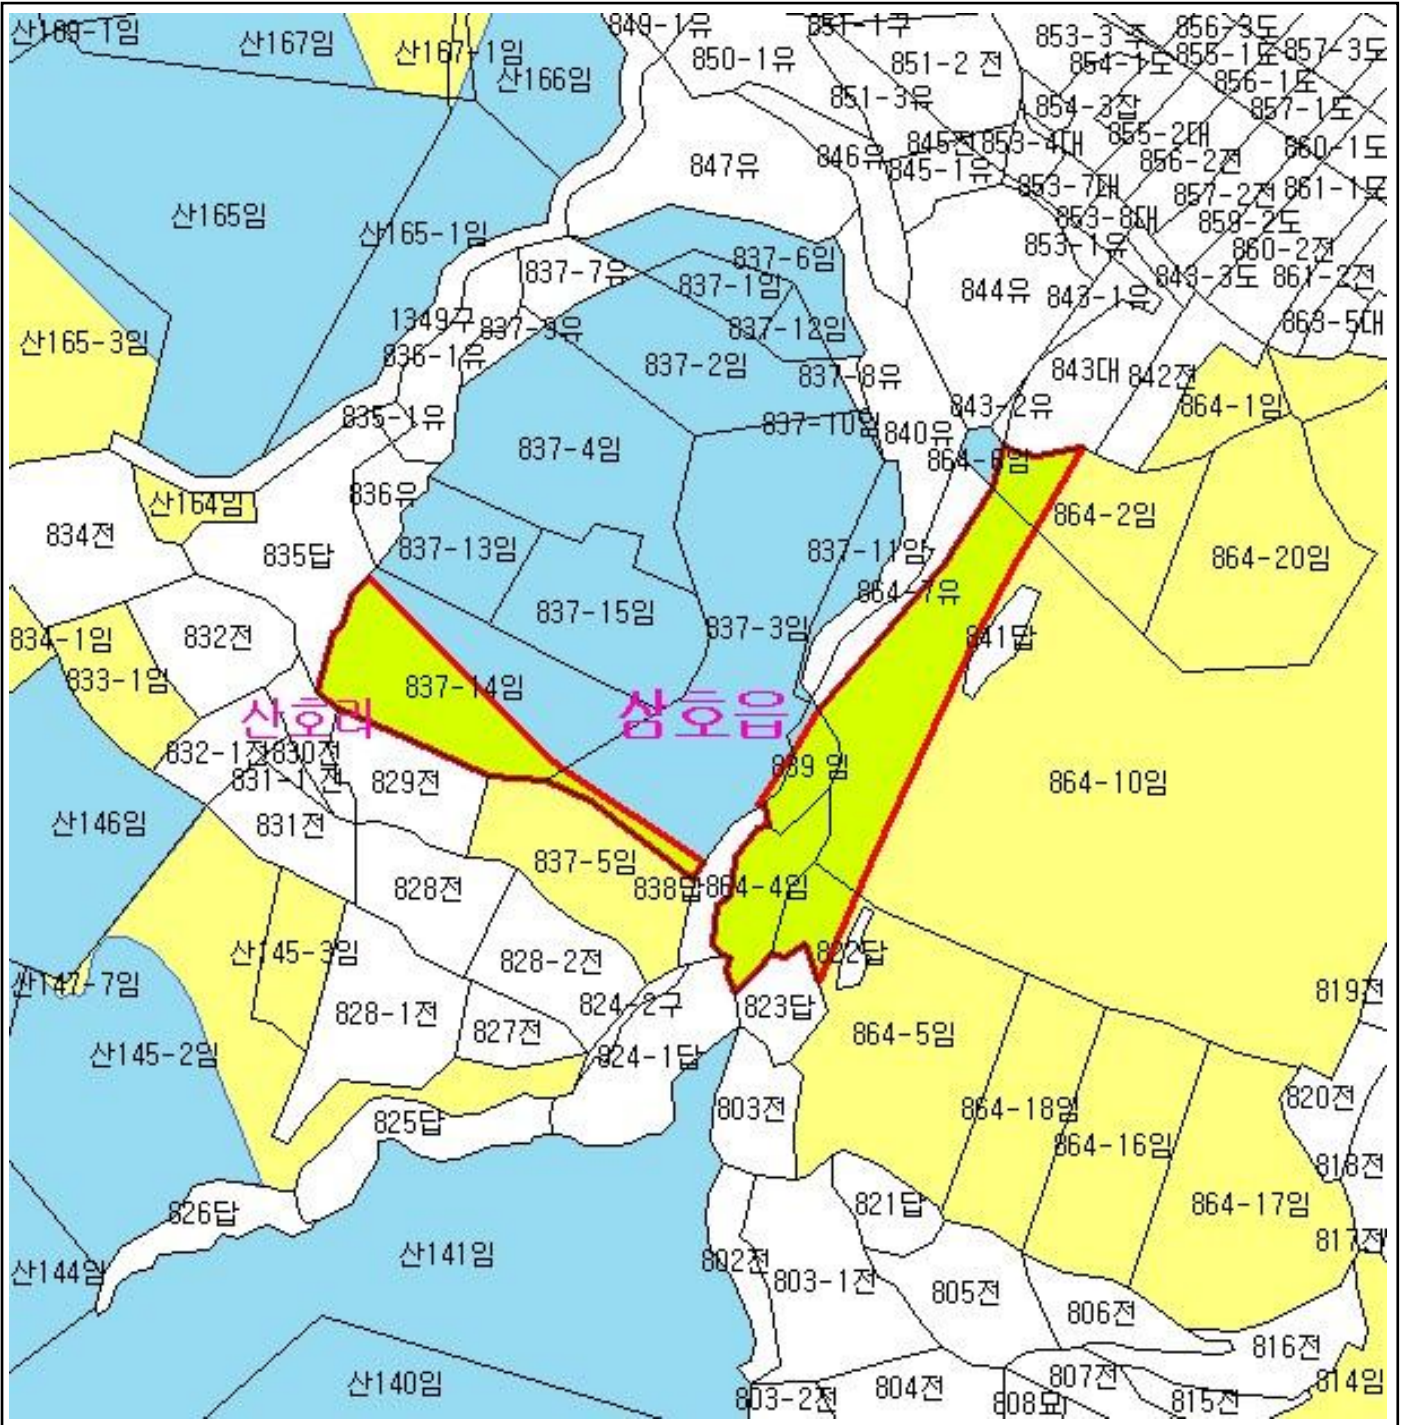 산169-1임
산167임
산167-1임
산166임
849-1유
851-1구
850-1유
851-2 전
853-3 주
856-3도
854-1도
855-1도
857-3도
856-1도
851-3유
854-3잡
857-1도
847유
846유
845전
853-4대
855-2대
860-1도
845-1유
856-2전
853-7대
857-2전
861-1도
산165임
산165-1임
853-8대
859-2도
853-1유
860-2전
837-6임
837-7유
837-1임
844유
843-1유
843-3도
861-2전
1349구
837-9유
837-12임
863-5대
산165-3임
836-1유
837-2임
837-8유
843대
842전
835-1유
843-2유
864-1임
837-10임
840유
837-4임
864-6임
836유
산164임
864-2임
834전
835답
837-13임
837-11임
864-20임
864-7유
834-1임
832전
837-15임
837-3임
841답
833-1임
837-14임
산호리
삼호읍
832-1전
830전
831-1 전
829전
839 임
864-10임
산146임
831전
837-5임
828전
838답
864-4임
산145-3임
828-2전
822답
산147-7임
819전
828-1전
824-2구
823답
827전
864-5임
산145-2임
824-1답
803전
864-18임
820전
825답
864-16임
818전
826답
821답
864-17임
817전
산144임
산141임
802전
803-1전
805전
806전
816전
산140임
804전
807전
814임
803-2전
808묘
815전